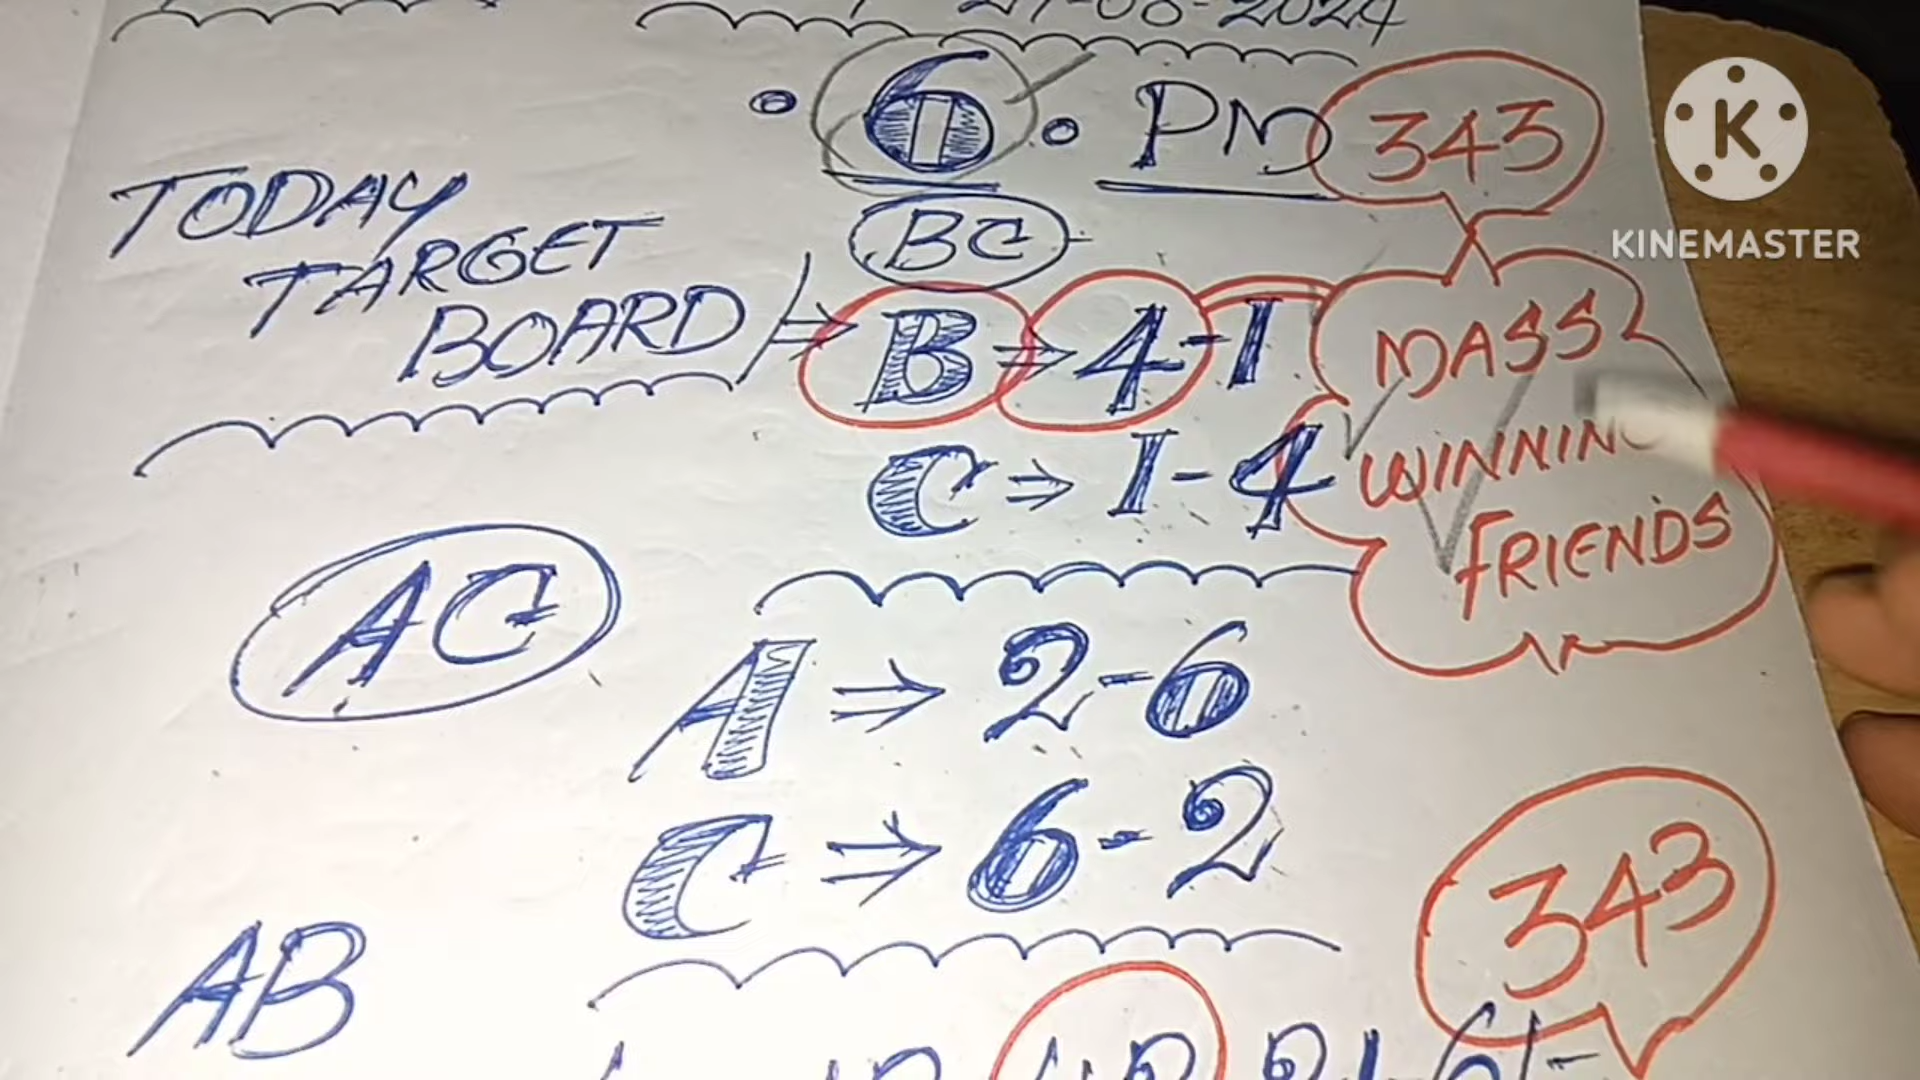 6 PM 343
KINEMASTER
BC
TODAY
TARGET
BOARD ⇒ B ⇒ 4-1
C ⇒ 1-4
MASS
WINNING
FRIENDS
AC
A ⇒ 2-6
C ⇒ 6-2
343
AB